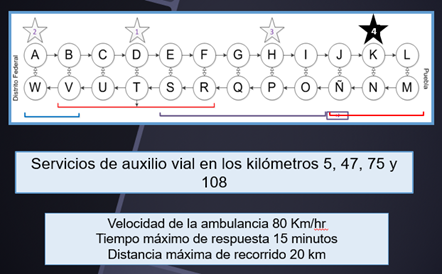 2 1 3 4
A B C D E F G H I J K L
Distrito Federal
Puebla
W V U T S R Q P O Ñ N M
Servicios de auxilio vial en los kilómetros 5, 47, 75 y
108
Velocidad de la ambulancia 80 Km/hr
Tiempo máximo de respuesta 15 minutos
Distancia máxima de recorrido 20 km